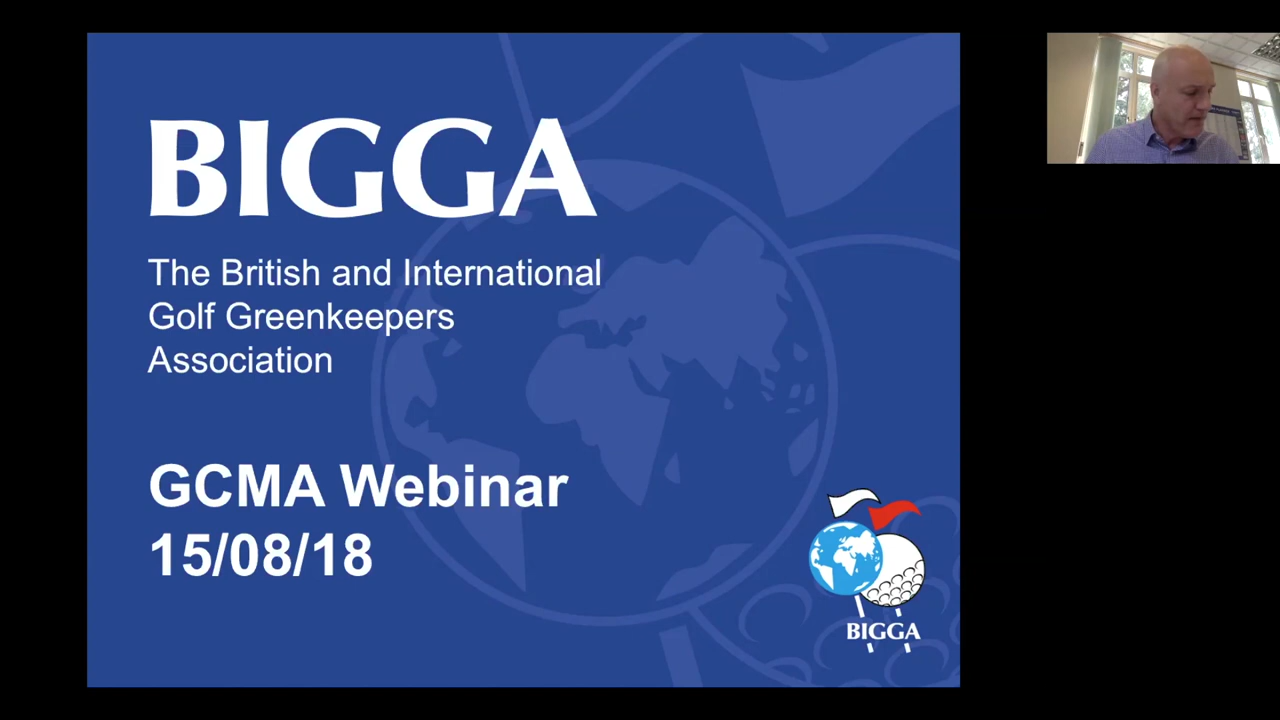 BIGGA
The British and International
Golf Greenkeepers
Association
GCMA Webinar
15/08/18
BIGGA